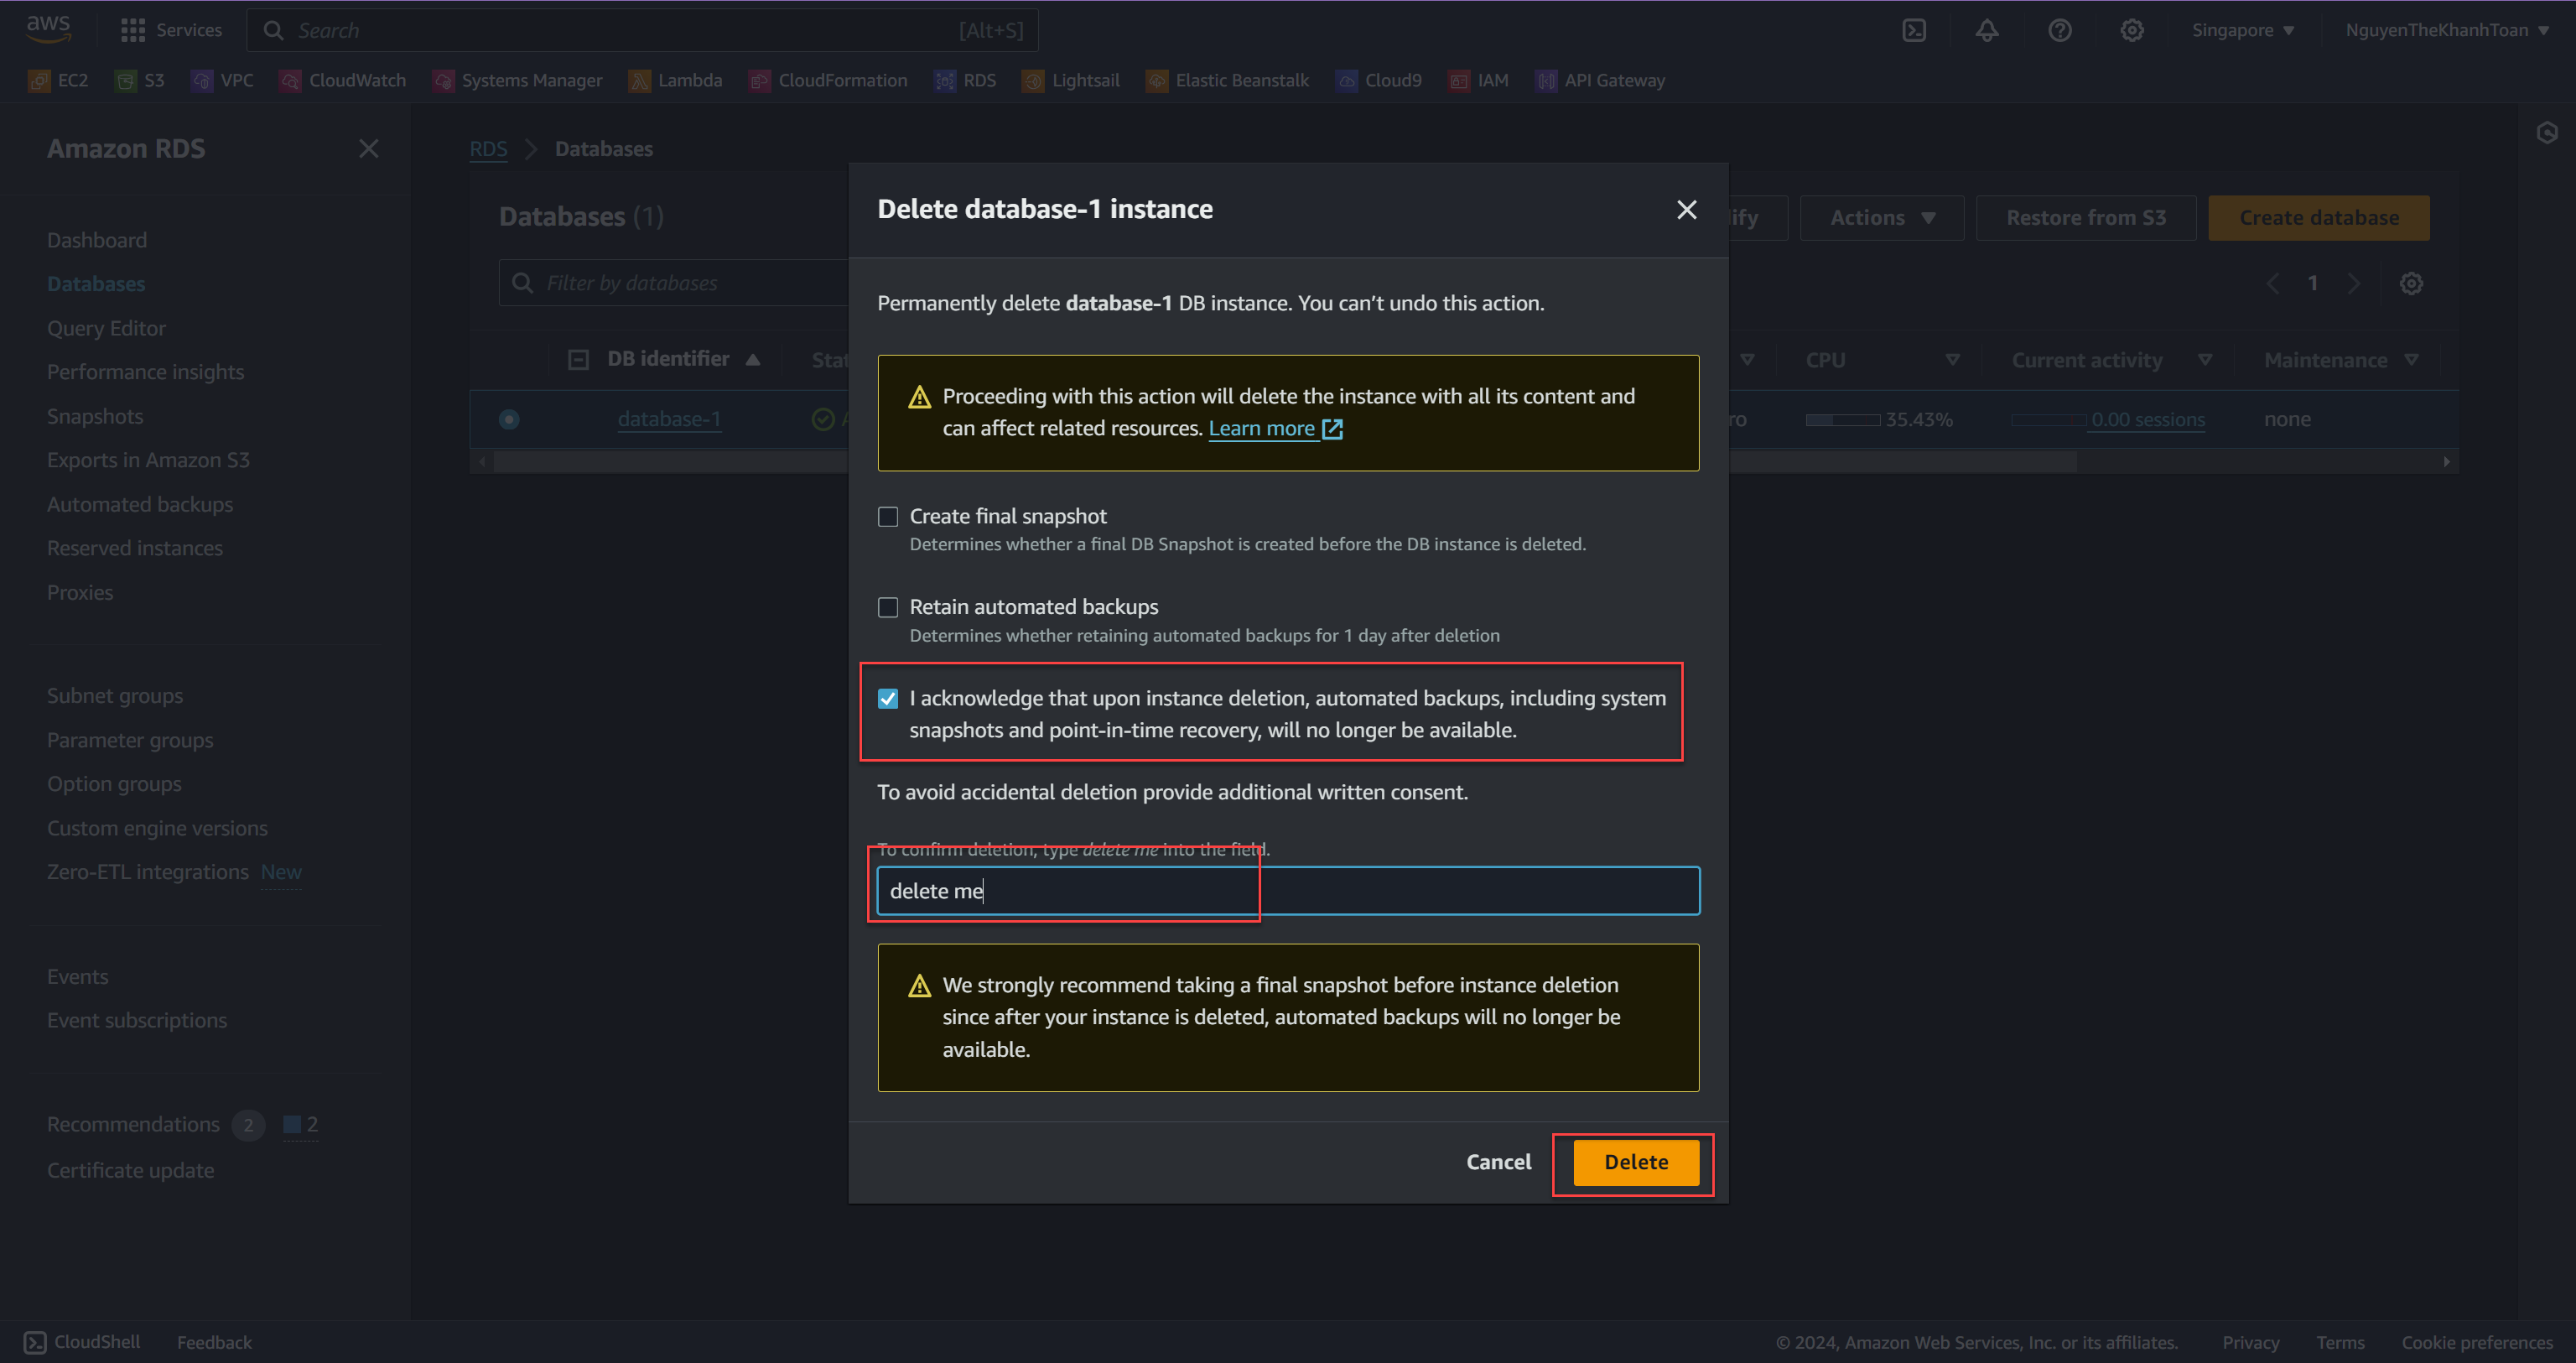 aws
Services
Search
[Alt+S]
Singapore
NguyenTheKhanhToan
EC2
S3
VPC
CloudWatch
Systems Manager
Lambda
CloudFormation
RDS
Lightsail
Elastic Beanstalk
Cloud9
IAM
API Gateway
Amazon RDS
Dashboard
Databases
Query Editor
Performance insights
Snapshots
Exports in Amazon S3
Automated backups
Reserved instances
Proxies
Subnet groups
Parameter groups
Option groups
Custom engine versions
Zero-ETL integrations New
Events
Event subscriptions
Recommendations 2 2
Certificate update
RDS
Databases
Databases (1)
Actions
Restore from S3
Create database
Filter by databases
1
DB identifier
CPU
Current activity
Maintenance
database-1
35.43%
0.00 sessions
none
Delete database-1 instance
Permanently delete database-1 DB instance. You can’t undo this action.
Proceeding with this action will delete the instance with all its content and
can affect related resources. Learn more
Create final snapshot
Determines whether a final DB Snapshot is created before the DB instance is deleted.
Retain automated backups
Determines whether retaining automated backups for 1 day after deletion
I acknowledge that upon instance deletion, automated backups, including system
snapshots and point-in-time recovery, will no longer be available.
To avoid accidental deletion provide additional written consent.
To confirm deletion, type delete me into the field.
delete me
We strongly recommend taking a final snapshot before instance deletion
since after your instance is deleted, automated backups will no longer be
available.
Cancel
Delete
CloudShell
Feedback
© 2024, Amazon Web Services, Inc. or its affiliates.
Privacy
Terms
Cookie preferences